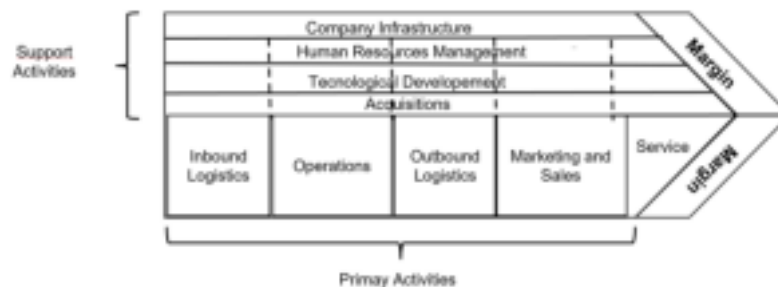 Company Infrastructure
Support
Activities
Human Resources Management
Tecnological Developement
Acquisitions
Margin
Inbound
Logistics
Operations
Outbound
Logistics
Marketing and
Sales
Service
Margin
Primay Activities